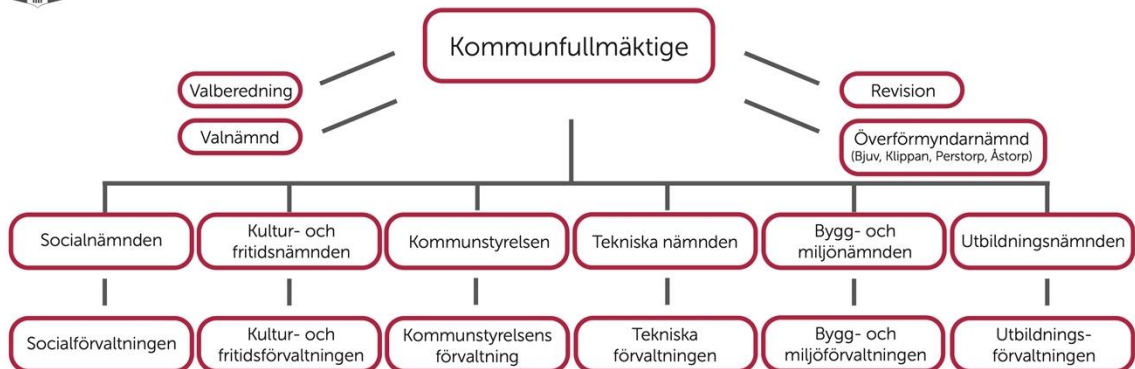 Kommunfullmäktige
Valberedning
Valnämnd
Revision
Överförmyndarnämnd
(Bjuv, Klippan, Perstorp, Åstorp)
Socialnämnden
Kultur- och
fritidsnämnden
Kommunstyrelsen
Tekniska nämnden
Bygg- och
miljönämnden
Utbildningsnämnden
Socialförvaltningen
Kultur- och
fritidsförvaltningen
Kommunstyrelsens
förvaltning
Tekniska
förvaltningen
Bygg- och
miljöförvaltningen
Utbildnings-
förvaltningen